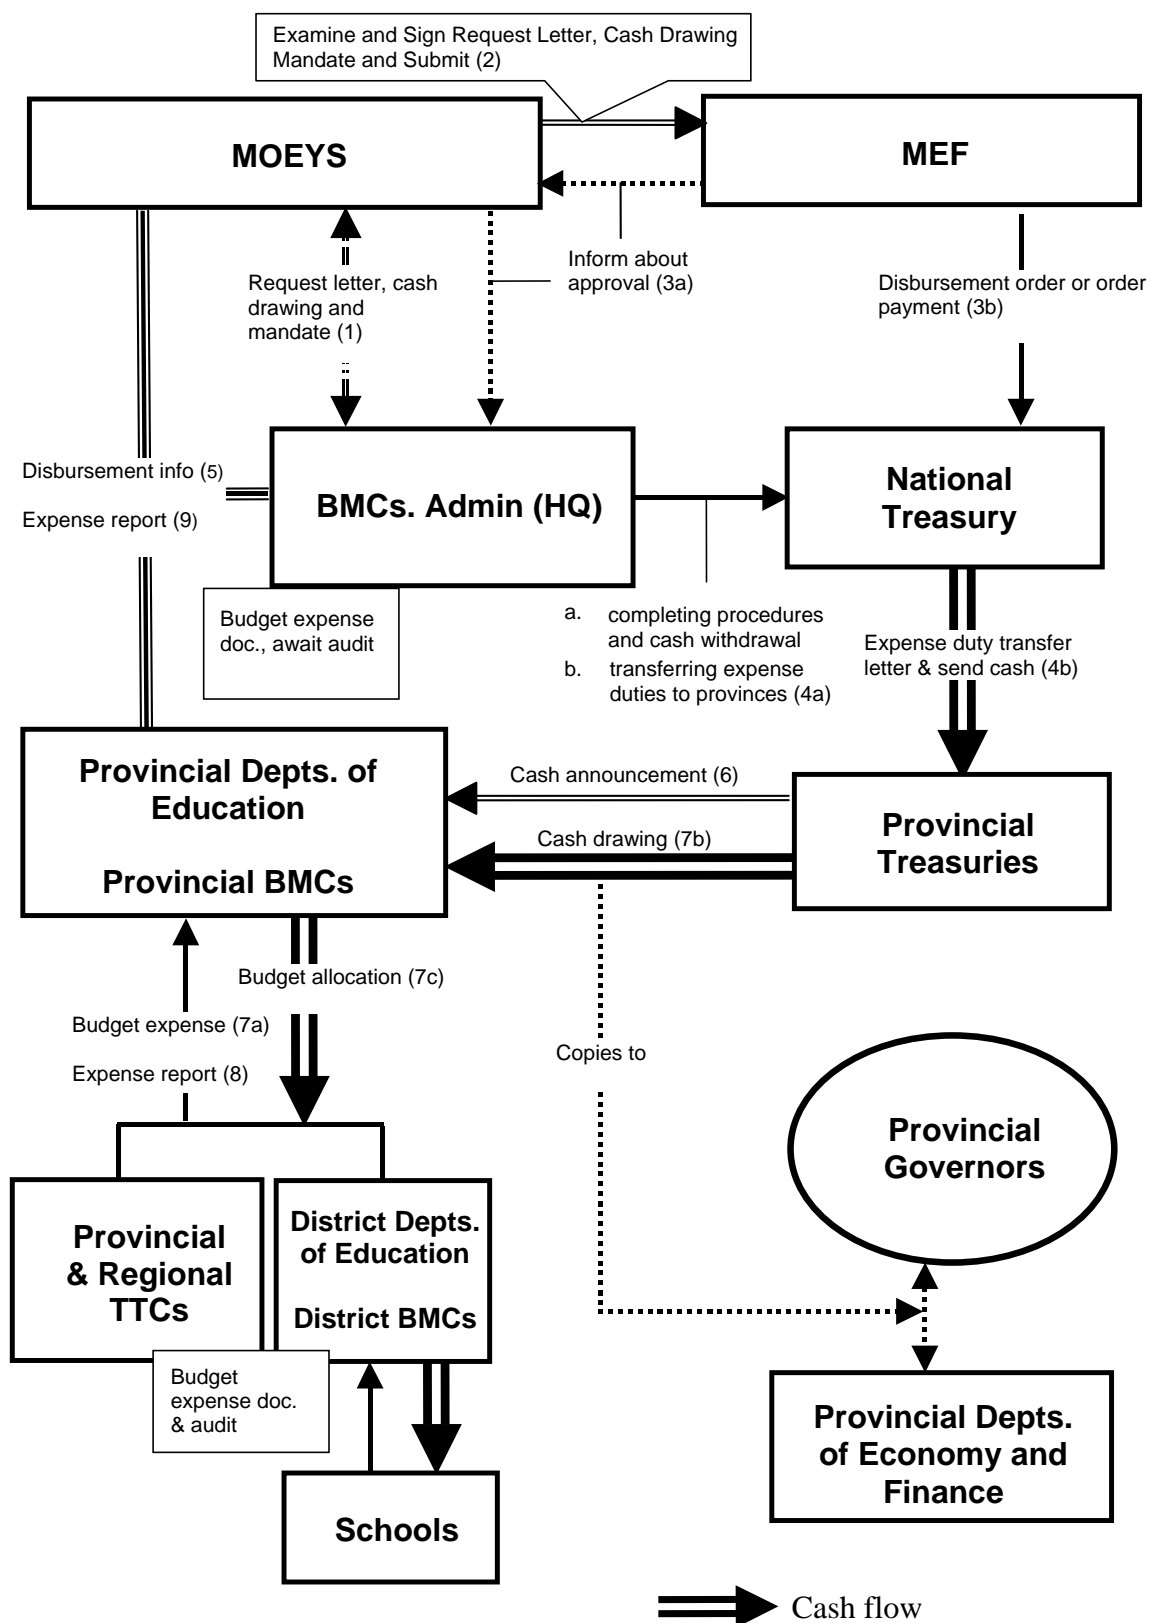 Examine and Sign Request Letter, Cash Drawing
Mandate and Submit (2)
MOEYS
MEF
Request letter, cash
drawing and
mandate (1)
Inform about
approval (3a)
Disbursement order or order
payment (3b)
Disbursement info (5)
Expense report (9)
BMCs. Admin (HQ)
National
Treasury
Budget expense
doc., await audit
a. completing procedures
and cash withdrawal
b. transferring expense
duties to provinces (4a)
Expense duty transfer
letter & send cash (4b)
Provincial Depts. of
Education
Provincial BMCs
Cash announcement (6)
Cash drawing (7b)
Provincial
Treasuries
Budget allocation (7c)
Budget expense (7a)
Expense report (8)
Copies to
Provincial
Governors
Provincial
& Regional
TTCs
District Depts.
of Education
District BMCs
Budget
expense doc.
& audit
Provincial Depts.
of Economy and
Finance
Schools
Cash flow